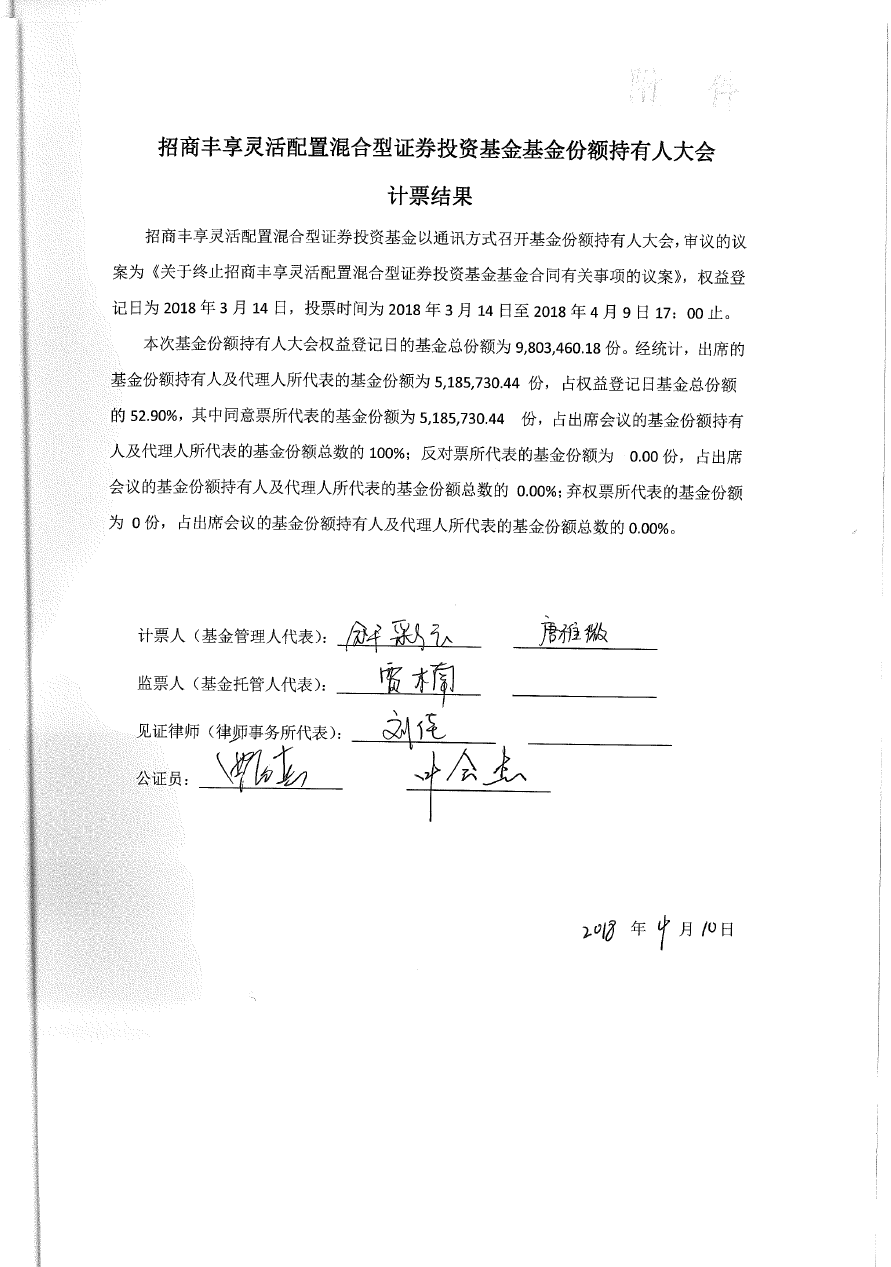 附 件
招商丰享灵活配置混合型证券投资基金基金份额持有人大会
计票结果
招商丰享灵活配置混合型证券投资基金以通讯方式召开基金份额持有人大会，审议的议
案为《关于终止招商丰享灵活配置混合型证券投资基金基金合同有关事项的议案》，权益登
记日为 2018 年 3 月 14 日，投票时间为 2018 年 3 月 14 日至 2018 年 4 月 9 日 17：00 止。
本次基金份额持有人大会权益登记日的基金总份额为 9,803,460.18 份。经统计，出席的
基金份额持有人及代理人所代表的基金份额为 5,185,730.44 份，占权益登记日基金总份额
的 52.90%，其中同意票所代表的基金份额为 5,185,730.44 份，占出席会议的基金份额持有
人及代理人所代表的基金份额总数的 100%；反对票所代表的基金份额为 0.00 份，占出席
会议的基金份额持有人及代理人所代表的基金份额总数的 0.00%；弃权票所代表的基金份额
为 0 份，占出席会议的基金份额持有人及代理人所代表的基金份额总数的 0.00%。
计票人（基金管理人代表）：
监票人（基金托管人代表）：
见证律师（律师事务所代表）： 刘佳
公证员： 叶会杰
2018 年 4 月 10 日